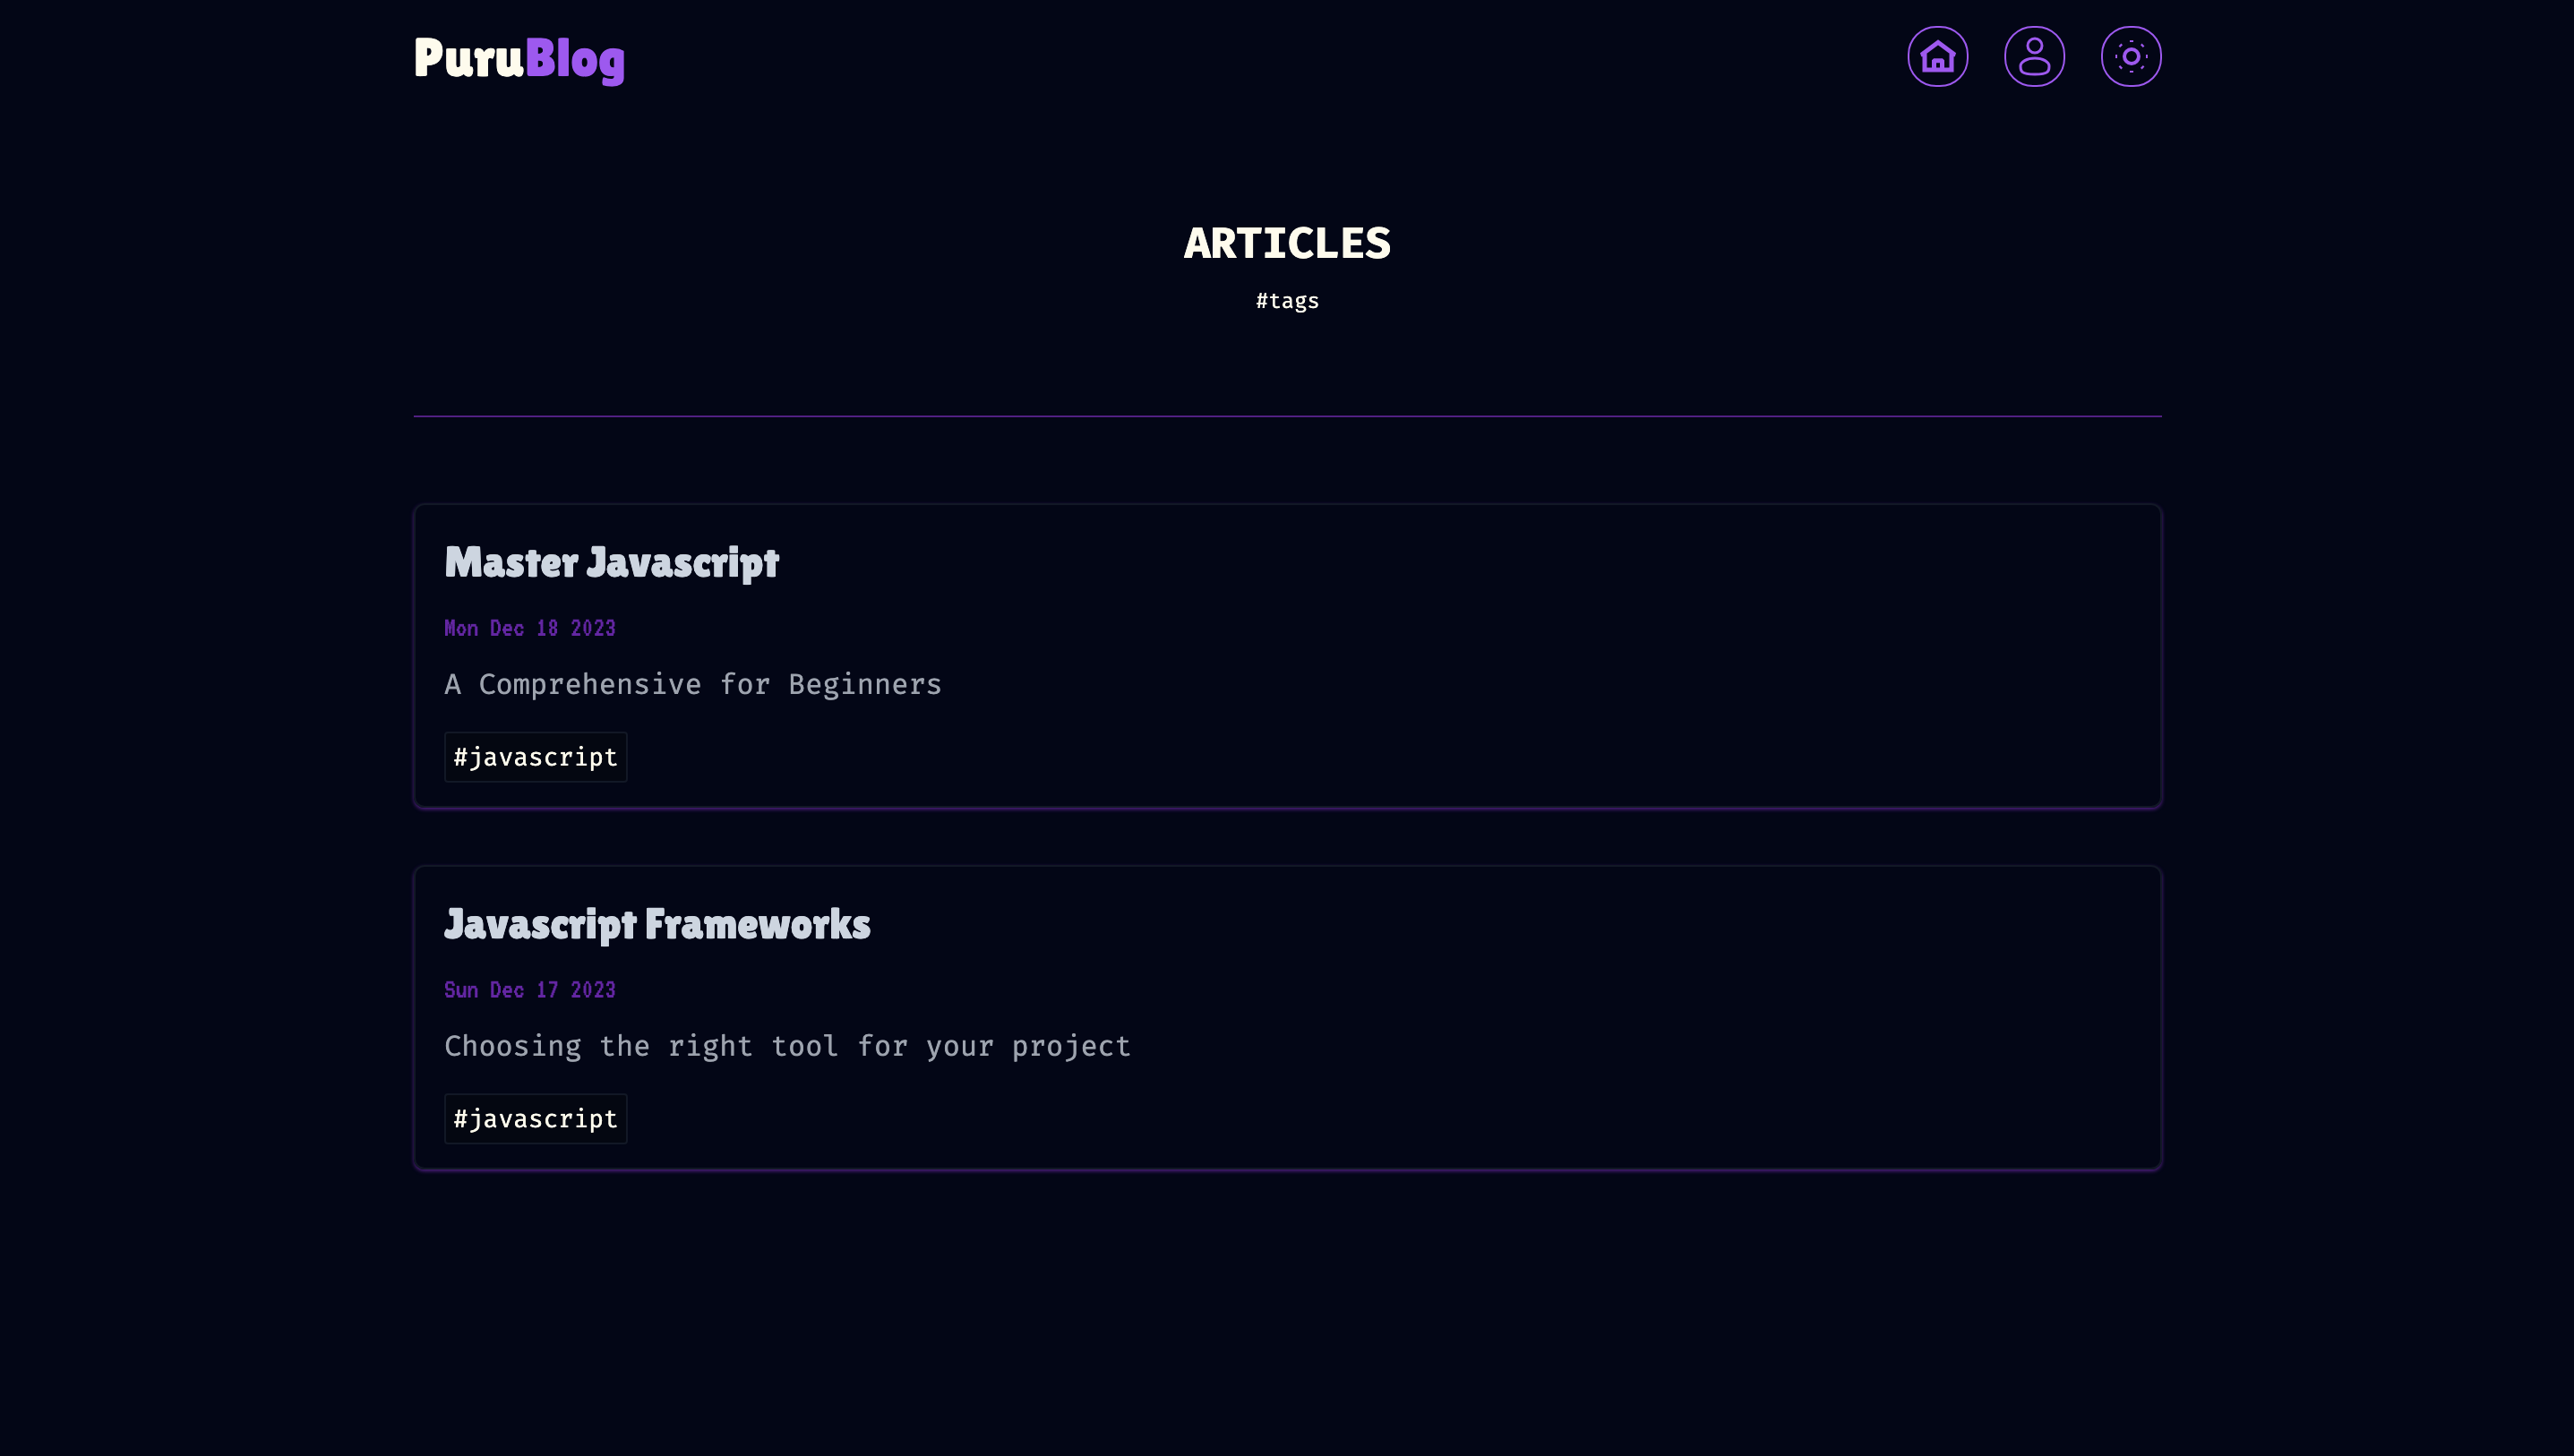 PuruBlog
ARTICLES
#tags
Master Javascript
Mon Dec 18 2023
A Comprehensive for Beginners
#javascript
Javascript Frameworks
Sun Dec 17 2023
Choosing the right tool for your project
#javascript